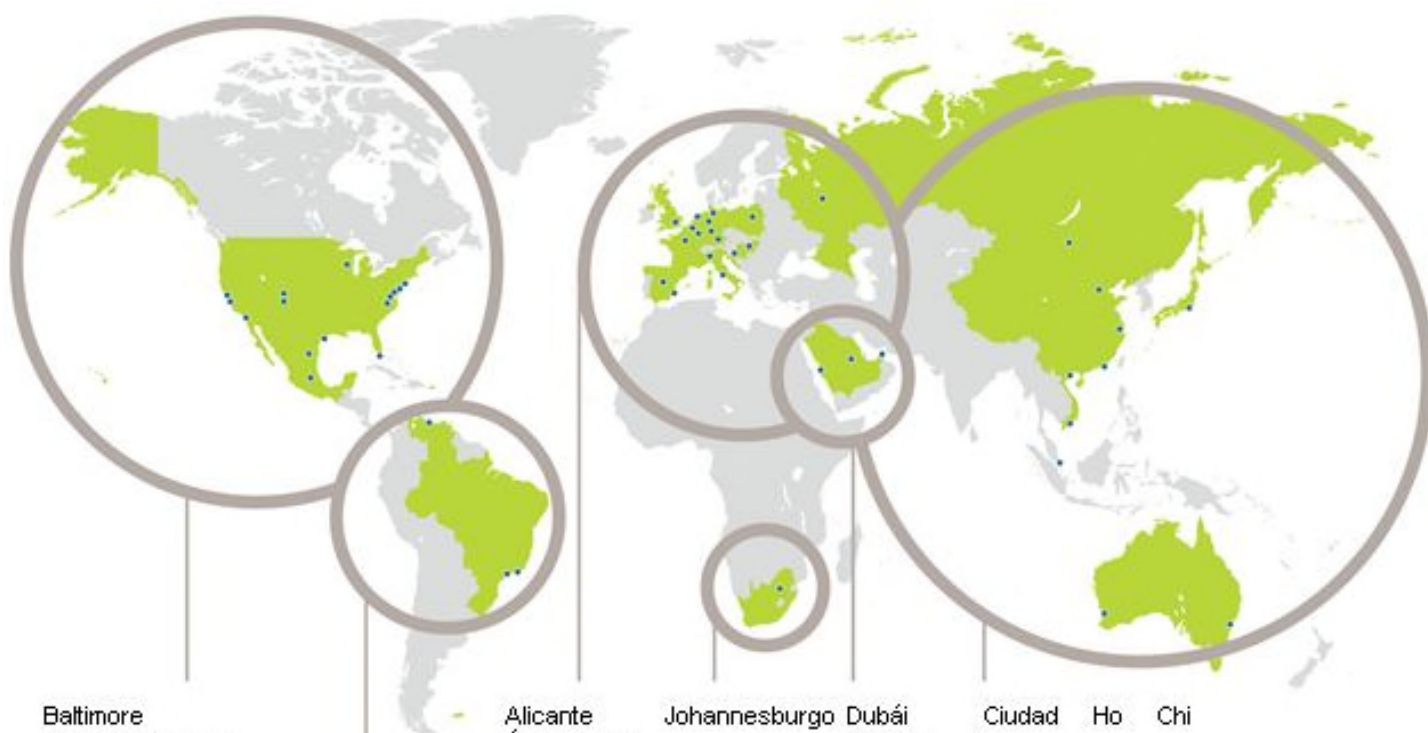 Baltimore
Alicante
Johannesburgo
Dubái
Ciudad Ho Chi